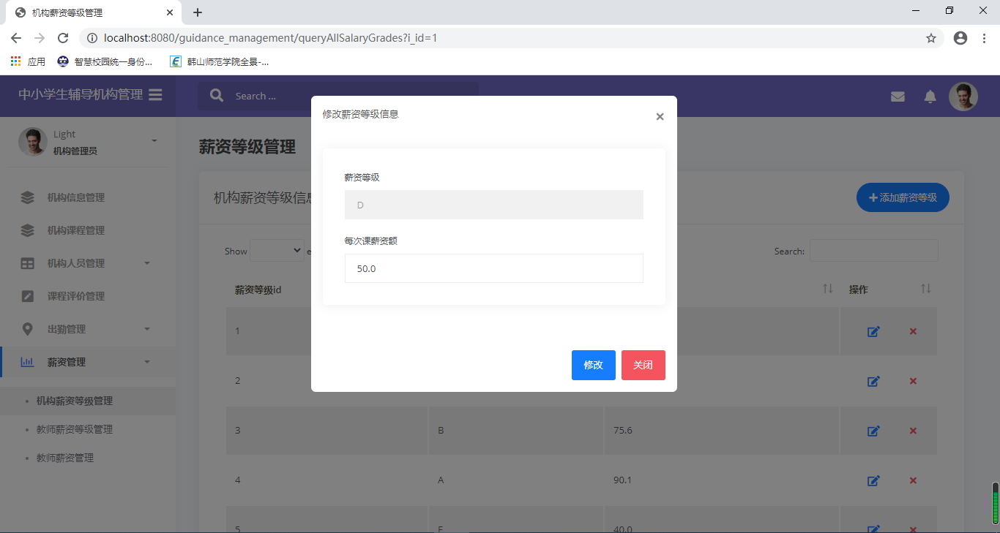 机构薪资等级管理
localhost:8080/guidance_management/queryAllSalaryGrades?i_id=1
应用 智慧校园统一身份... 韩山师范学院全景-...
中小学生辅导机构管理 Search ...
Light
机构管理员
机构信息管理
机构课程管理
机构人员管理
课程评价管理
出勤管理
薪资管理
机构薪资等级管理
教师薪资等级管理
教师薪资管理
薪资等级管理
机构薪资等级信息
添加薪资等级
Show
Search:
薪资等级id 操作
1
2
3 B 75.6
4 A 90.1
5 E 40.0
修改薪资等级信息 ×
薪资等级
D
每次课薪资额
50.0
修改 关闭